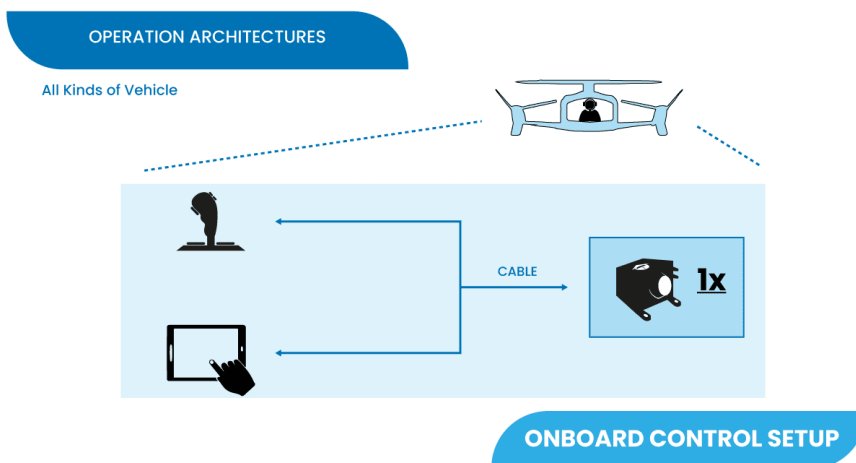 OPERATION ARCHITECTURES
All Kinds of Vehicle
CABLE
1x
ONBOARD CONTROL SETUP